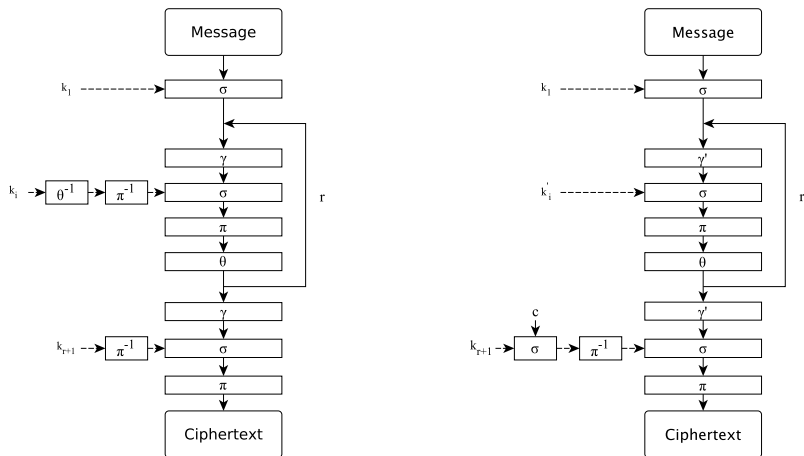 Message
k1
σ
γ
ki
θ-1
π-1
σ
π
θ
r
γ
kr+1
π-1
σ
π
Ciphertext
Message
k1
σ
γ'
k'i
σ
π
θ
r
γ'
c
kr+1
σ
π-1
σ
π
Ciphertext